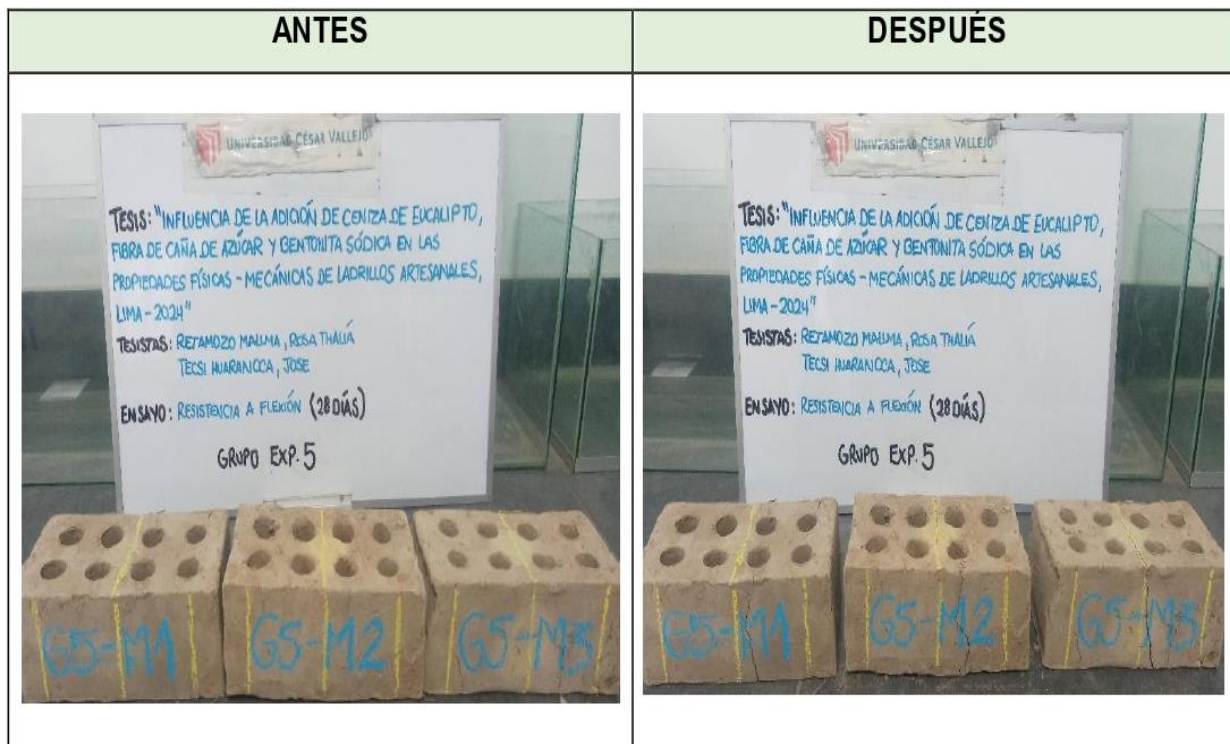 ANTES
DESPUÉS
UNIVERSIDAD CÉSAR VALLEJO
TESIS: "INFLUENCIA DE LA ADICIÓN DE CENIZA DE EUCALIPTO,
FIBRA DE CAÑA DE AZÚCAR Y BENTONITA SÓDICA EN LAS
PROPIEDADES FÍSICAS - MECÁNICAS DE LADRILLOS ARTESANALES,
LIMA - 2024"
TESISTAS: RETAMOZO MALLMA, ROSA THALÍA
TECSI HUARANCCA, JOSE
ENSAYO: RESISTENCIA A FLEXIÓN (28 DÍAS)
GRUPO EXP. 5
G5-M1
G5-M2
G5-M3
UNIVERSIDAD CÉSAR VALLEJO
TESIS: "INFLUENCIA DE LA ADICIÓN DE CENIZA DE EUCALIPTO,
FIBRA DE CAÑA DE AZÚCAR Y BENTONITA SÓDICA EN LAS
PROPIEDADES FÍSICAS - MECÁNICAS DE LADRILLOS ARTESANALES,
LIMA - 2024"
TESISTAS: RETAMOZO MALLMA, ROSA THALÍA
TECSI HUARANCCA, JOSE
ENSAYO: RESISTENCIA A FLEXIÓN (28 DÍAS)
GRUPO EXP. 5
G5-M1
G5-M2
G5-M3